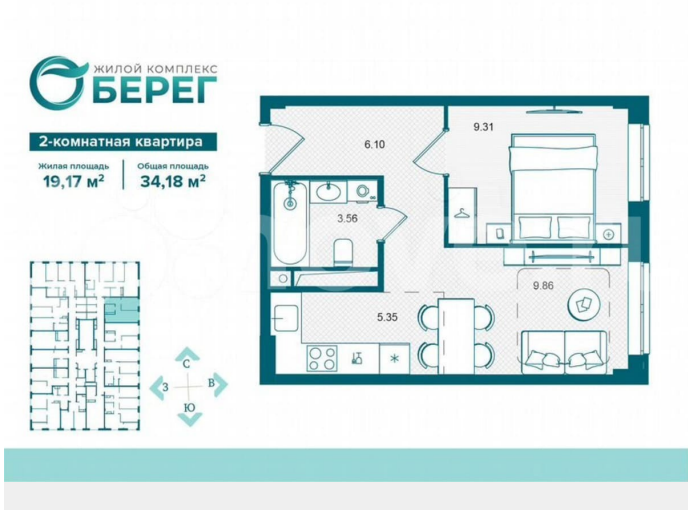 ЖИЛОЙ КОМПЛЕКС
БЕРЕГ
2-комнатная квартира
Жилая площадь
19,17 м²
Общая площадь
34,18 м²
6.10
9.31
3.56
9.86
5.35
С
З
В
Ю